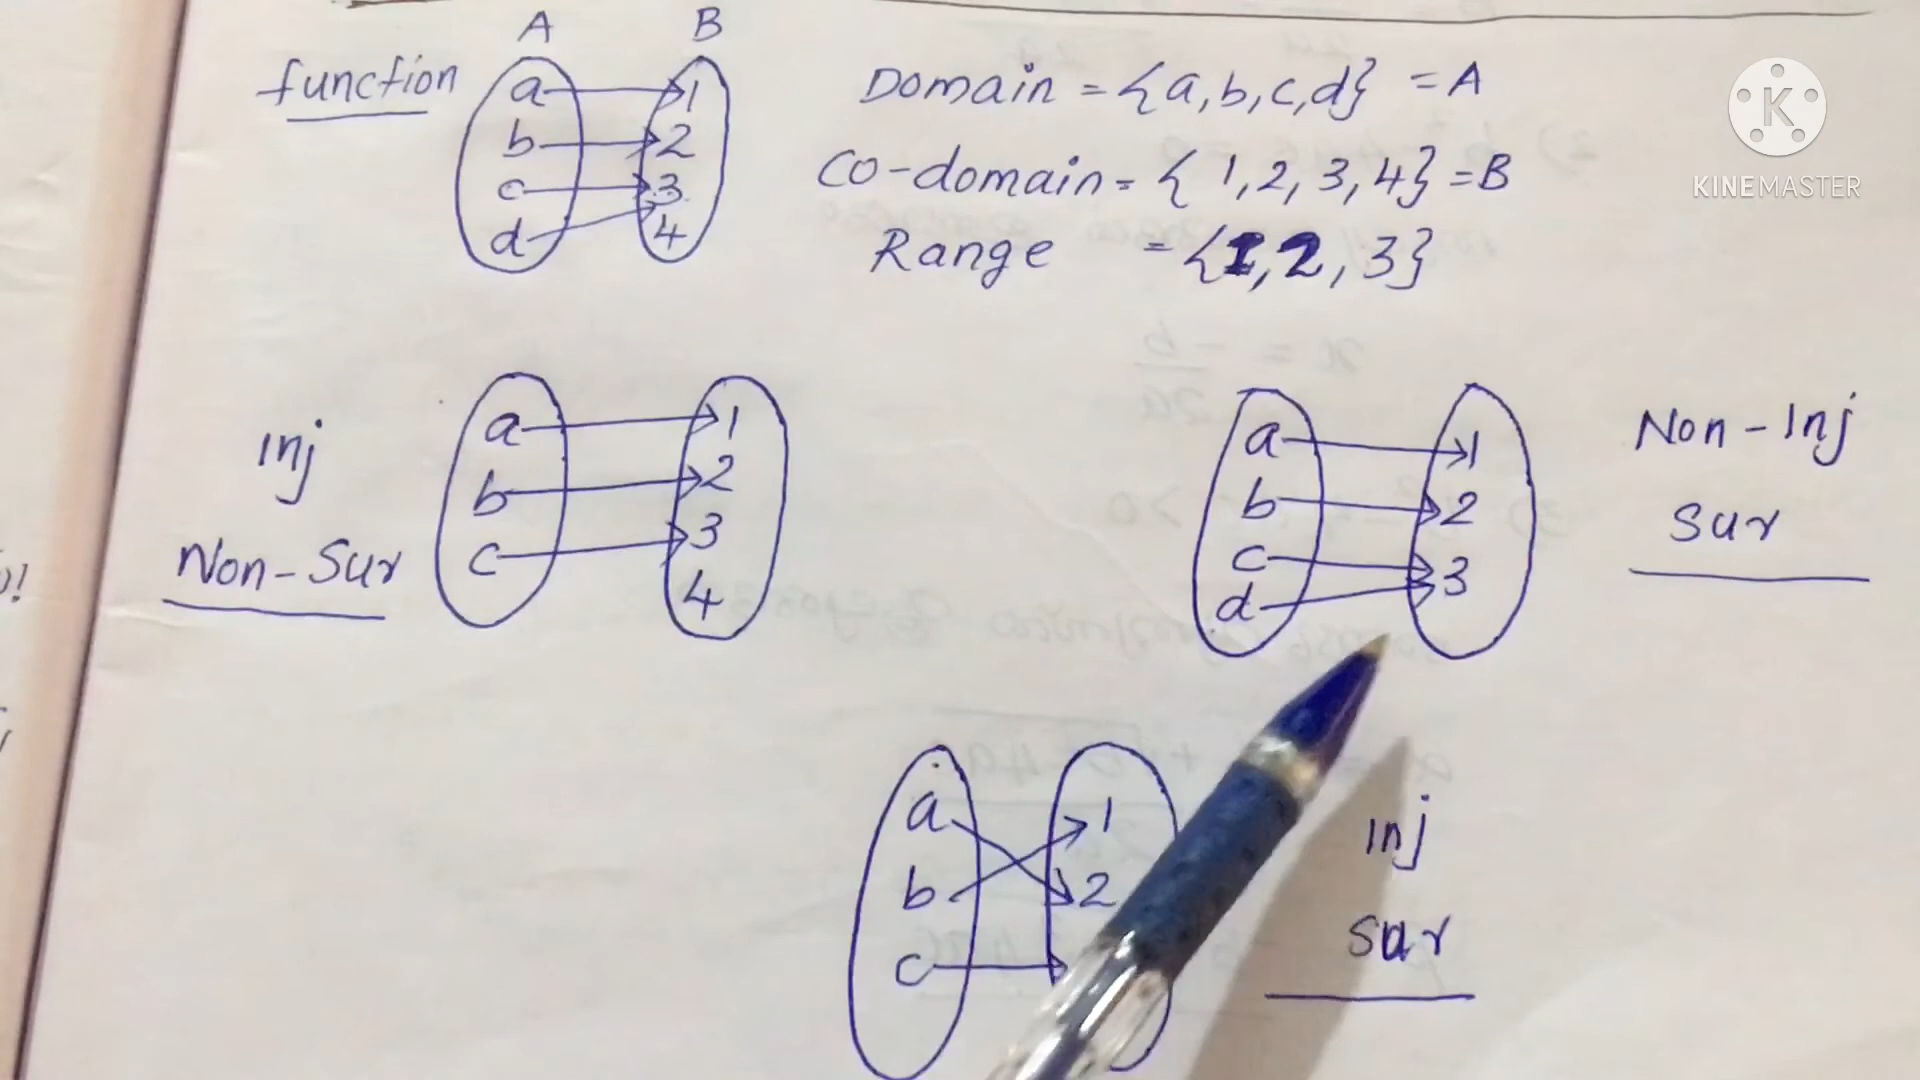 A B
function
a 1
b 2
c 3
d 4
Domain = {a,b,c,d} = A
Co-domain = {1,2,3,4} = B
Range = {1,2,3}
KINEMASTER
Inj
Non-Sur
a 1
b 2
c 3
4
a 1
b 2
c 3
d
Non-Inj
Sur
a 1
b 2
c
Inj
Sur